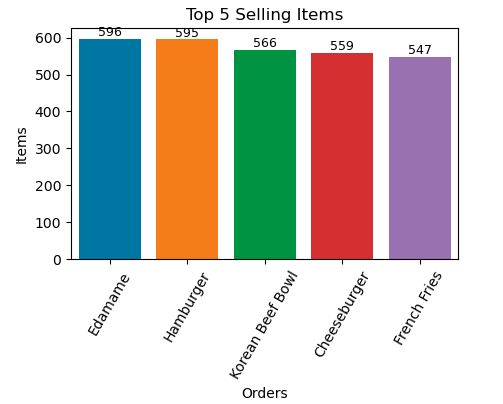 Top 5 Selling Items
596
595
566
559
547
600
500
400
300
200
100
0
Items
Edamame
Hamburger
Korean Beef Bowl
Cheeseburger
French Fries
Orders